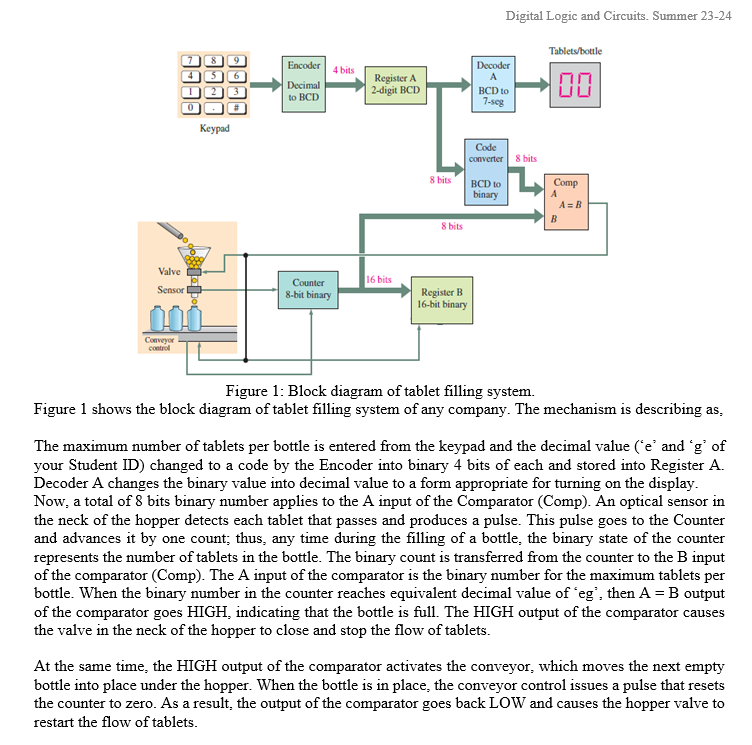 Digital Logic and Circuits. Summer 23-24
Tablets/bottle
7 8 9
4 5 6
1 2 3
0 . #
Keypad
Encoder
Decimal
to BCD
4 bits
Register A
2-digit BCD
Decoder
A
BCD to
7-seg
00
Code
converter
BCD to
binary
8 bits
8 bits
Comp
A
A = B
B
8 bits
Valve
Sensor
Counter
8-bit binary
16 bits
Register B
16-bit binary
Conveyor
control
Figure 1: Block diagram of tablet filling system.
Figure 1 shows the block diagram of tablet filling system of any company. The mechanism is describing as,
The maximum number of tablets per bottle is entered from the keypad and the decimal value (‘e’ and ‘g’ of
your Student ID) changed to a code by the Encoder into binary 4 bits of each and stored into Register A.
Decoder A changes the binary value into decimal value to a form appropriate for turning on the display.
Now, a total of 8 bits binary number applies to the A input of the Comparator (Comp). An optical sensor in
the neck of the hopper detects each tablet that passes and produces a pulse. This pulse goes to the Counter
and advances it by one count; thus, any time during the filling of a bottle, the binary state of the counter
represents the number of tablets in the bottle. The binary count is transferred from the counter to the B input
of the comparator (Comp). The A input of the comparator is the binary number for the maximum tablets per
bottle. When the binary number in the counter reaches equivalent decimal value of ‘eg’, then A = B output
of the comparator goes HIGH, indicating that the bottle is full. The HIGH output of the comparator causes
the valve in the neck of the hopper to close and stop the flow of tablets.
At the same time, the HIGH output of the comparator activates the conveyor, which moves the next empty
bottle into place under the hopper. When the bottle is in place, the conveyor control issues a pulse that resets
the counter to zero. As a result, the output of the comparator goes back LOW and causes the hopper valve to
restart the flow of tablets.